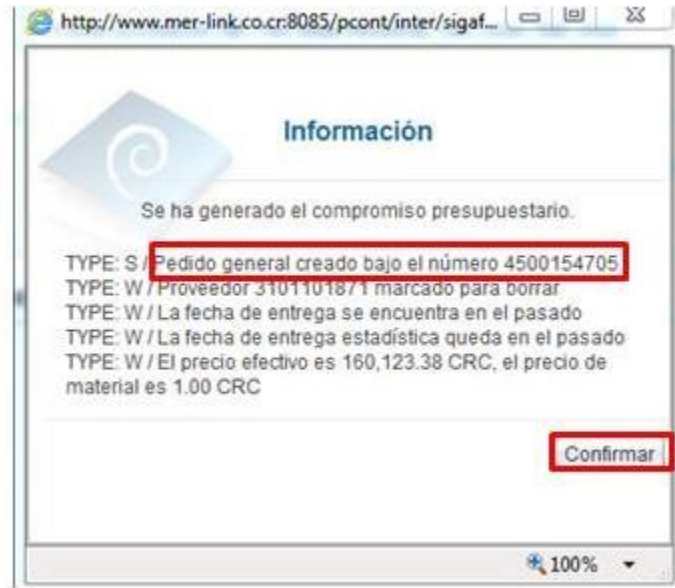 http://www.mer-link.co.cr:8085/pcont/inter/sigaf...
Información
Se ha generado el compromiso presupuestario.
TYPE: S / Pedido general creado bajo el número 4500154705
TYPE: W / Proveedor 3101101871 marcado para borrar
TYPE: W / La fecha de entrega se encuentra en el pasado
TYPE: W / La fecha de entrega estadística queda en el pasado
TYPE: W / El precio efectivo es 160,123.38 CRC, el precio de
material es 1.00 CRC
Confirmar
100%